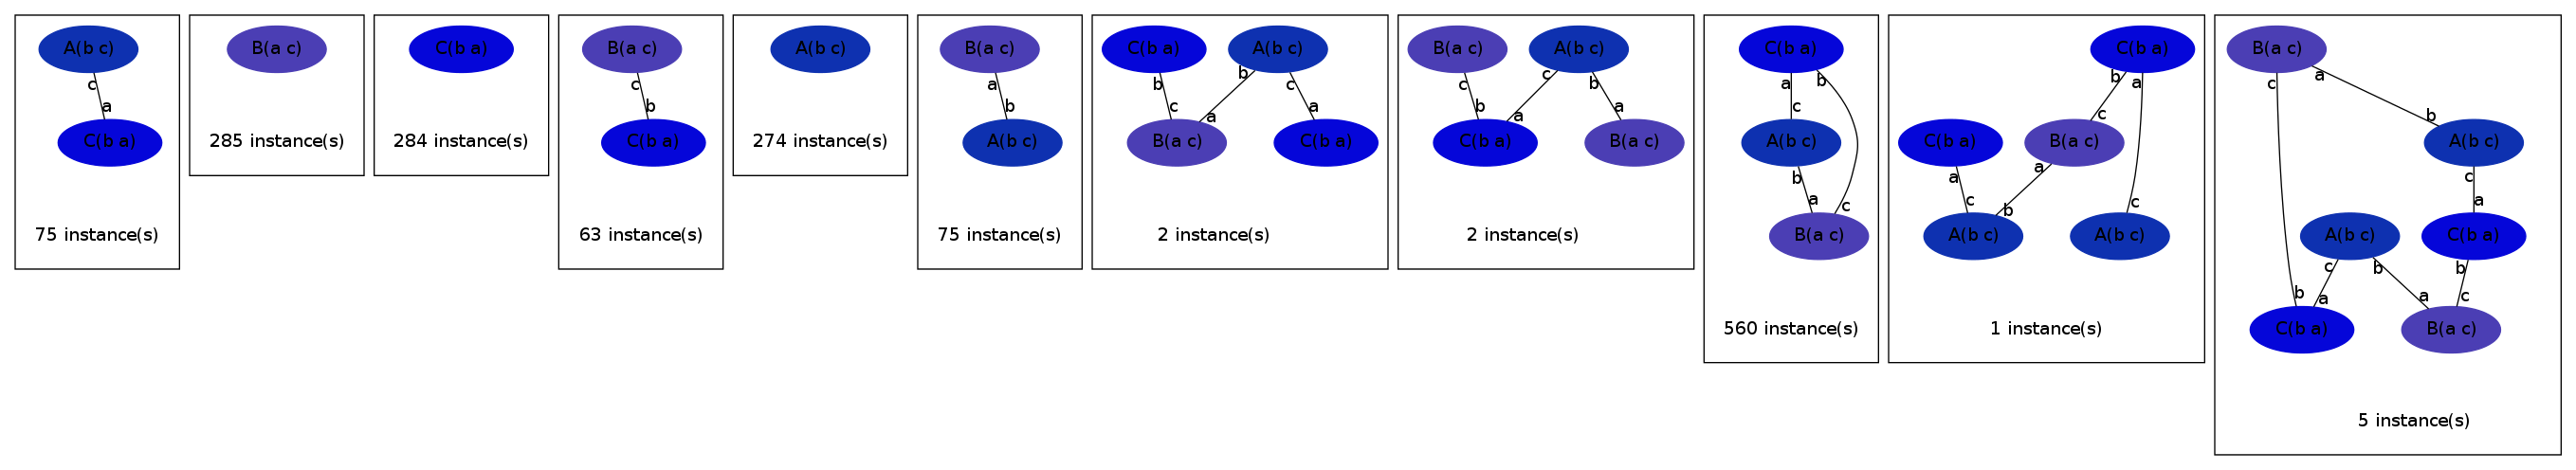 A(b c)
c
a
C(b a)
75 instance(s)
B(a c)
285 instance(s)
C(b a)
284 instance(s)
B(a c)
c
b
C(b a)
63 instance(s)
A(b c)
274 instance(s)
B(a c)
a
b
A(b c)
75 instance(s)
C(b a) A(b c)
b b c
c a a
B(a c) C(b a)
2 instance(s)
B(a c) A(b c)
c c b
b a a
C(b a) B(a c)
2 instance(s)
C(b a)
a b
c
A(b c)
b
a c
B(a c)
560 instance(s)
C(b a)
b a
c
C(b a) B(a c)
a a
c b c
A(b c) A(b c)
1 instance(s)
B(a c)
c a
b
A(b c)
c
a
A(b c) C(b a)
c b b
b a a c
C(b a) B(a c)
5 instance(s)